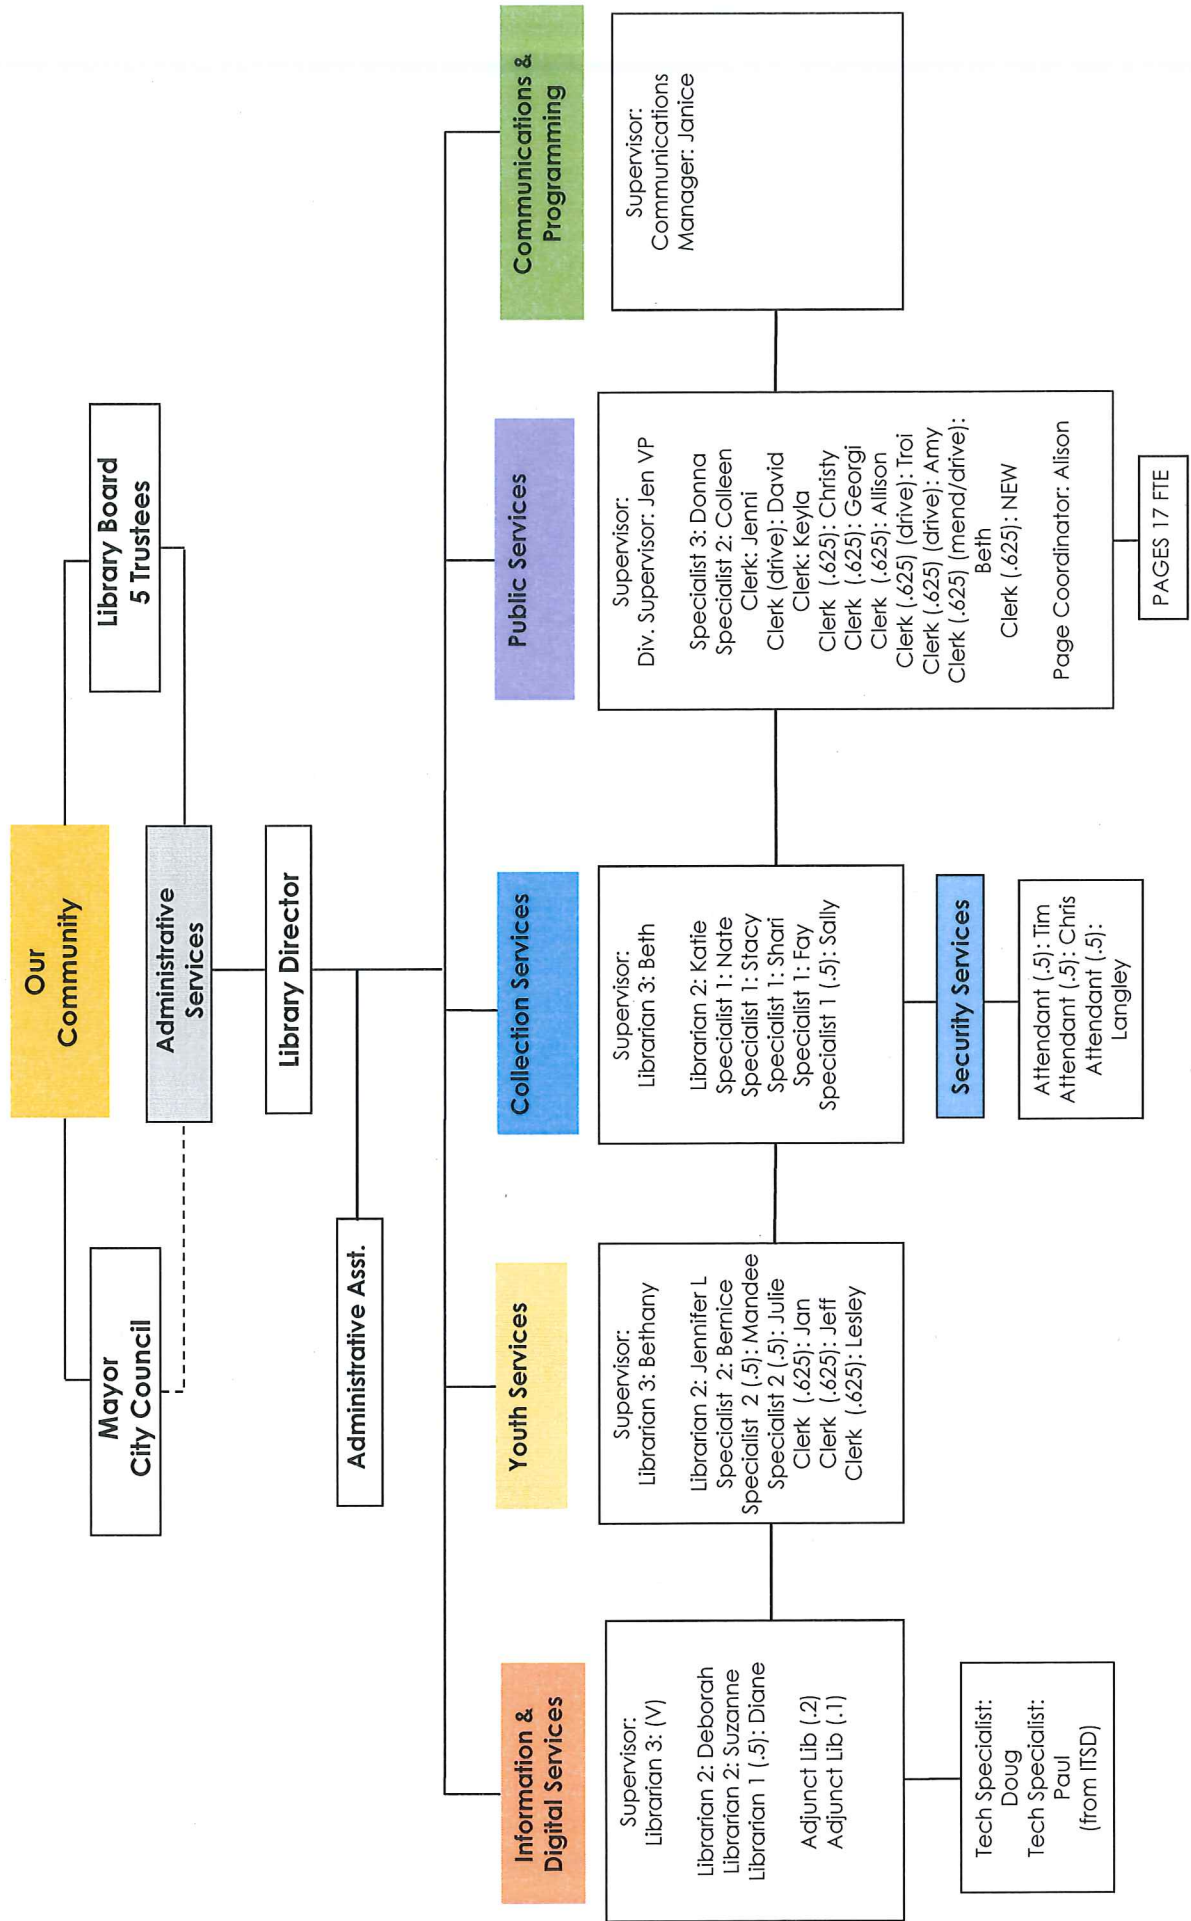 Our
Community
Mayor
City Council
Library Board
5 Trustees
Administrative
Services
Library Director
Administrative Asst.
Information &
Digital Services
Youth Services
Collection Services
Public Services
Communications &
Programming
Supervisor:
Librarian 3: (V)
Librarian 2: Deborah
Librarian 2: Suzanne
Librarian 1 (.5): Diane
Adjunct Lib (.2)
Adjunct Lib (.1)
Tech Specialist:
Doug
Tech Specialist:
Paul
(from ITSD)
Supervisor:
Librarian 3: Bethany
Librarian 2: Jennifer L
Specialist 2: Bernice
Specialist 2 (.5): Mandee
Specialist 2 (.5): Julie
Clerk (.625): Jan
Clerk (.625): Jeff
Clerk (.625): Lesley
Supervisor:
Librarian 3: Beth
Librarian 2: Katie
Specialist 1: Nate
Specialist 1: Stacy
Specialist 1: Shari
Specialist 1: Fay
Specialist 1 (.5): Sally
Security Services
Attendant (.5): Tim
Attendant (.5): Chris
Attendant (.5):
Langley
Supervisor:
Div. Supervisor: Jen VP
Specialist 3: Donna
Specialist 2: Colleen
Clerk: Jenni
Clerk (drive): David
Clerk: Keyla
Clerk (.625): Christy
Clerk (.625): Georgi
Clerk (.625): Allison
Clerk (.625) (drive): Troi
Clerk (.625) (drive): Amy
Clerk (.625) (mend/drive):
Beth
Clerk (.625): NEW
Page Coordinator: Alison
PAGES 17 FTE
Supervisor:
Communications
Manager: Janice